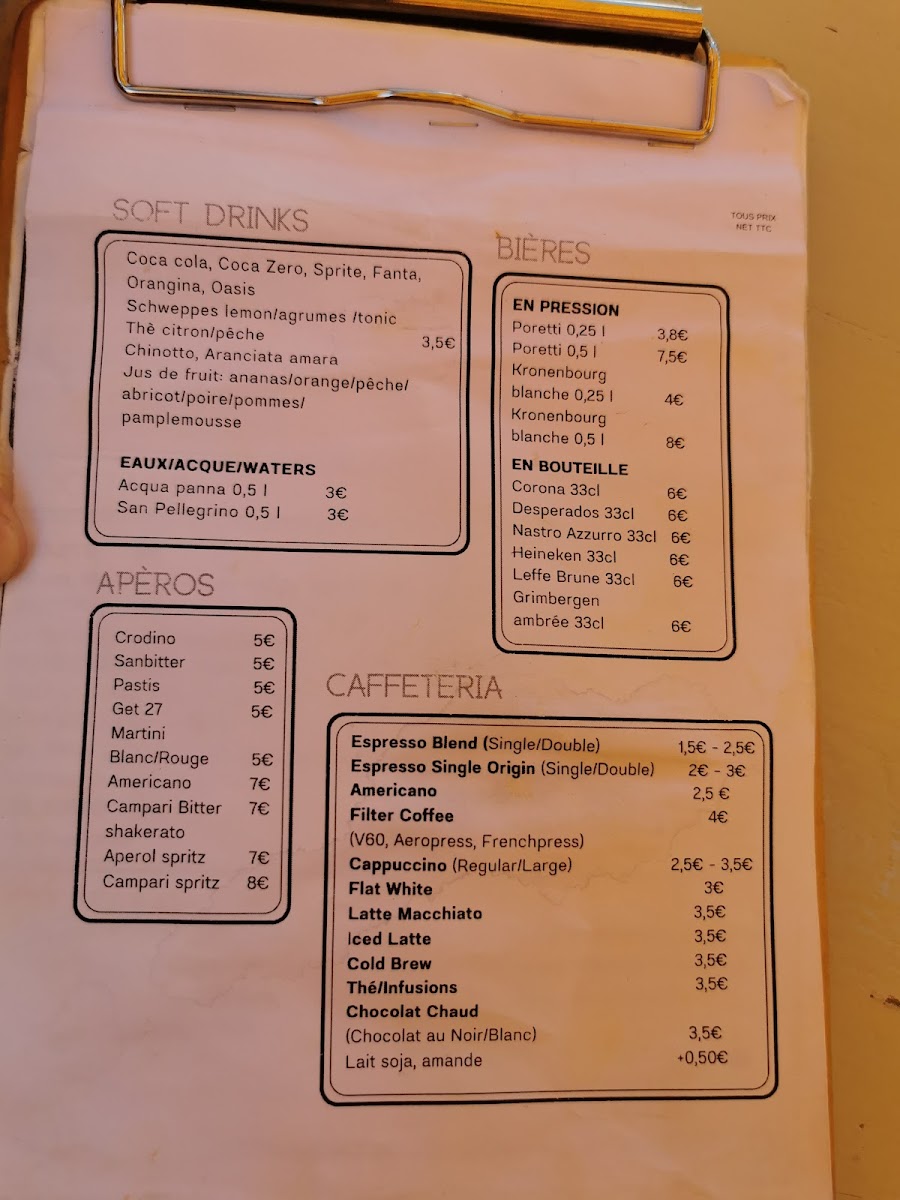 TOUS PRIX
NET TTC
SOFT DRINKS
Coca cola, Coca Zero, Sprite, Fanta,
Orangina, Oasis
Schweppes lemon/agrumes /tonic
Thè citron/pêche 3,5€
Chinotto, Aranciata amara
Jus de fruit: ananas/orange/pêche/
abricot/poire/pommes/
pamplemousse
EAUX/ACQUE/WATERS
Acqua panna 0,5 l 3€
San Pellegrino 0,5 l 3€
BIÈRES
EN PRESSION
Poretti 0,25 l 3,8€
Poretti 0,5 l 7,5€
Kronenbourg
blanche 0,25 l 4€
Kronenbourg
blanche 0,5 l 8€
EN BOUTEILLE
Corona 33cl 6€
Desperados 33cl 6€
Nastro Azzurro 33cl 6€
Heineken 33cl 6€
Leffe Brune 33cl 6€
Grimbergen
ambrée 33cl 6€
APÈROS
Crodino 5€
Sanbitter 5€
Pastis 5€
Get 27 5€
Martini
Blanc/Rouge 5€
Americano 7€
Campari Bitter 7€
shakerato
Aperol spritz 7€
Campari spritz 8€
CAFFETERIA
Espresso Blend (Single/Double) 1,5€ - 2,5€
Espresso Single Origin (Single/Double) 2€ - 3€
Americano 2,5 €
Filter Coffee 4€
(V60, Aeropress, Frenchpress)
Cappuccino (Regular/Large) 2,5€ - 3,5€
Flat White 3€
Latte Macchiato 3,5€
Iced Latte 3,5€
Cold Brew 3,5€
Thé/Infusions 3,5€
Chocolat Chaud
(Chocolat au Noir/Blanc) 3,5€
Lait soja, amande +0,50€